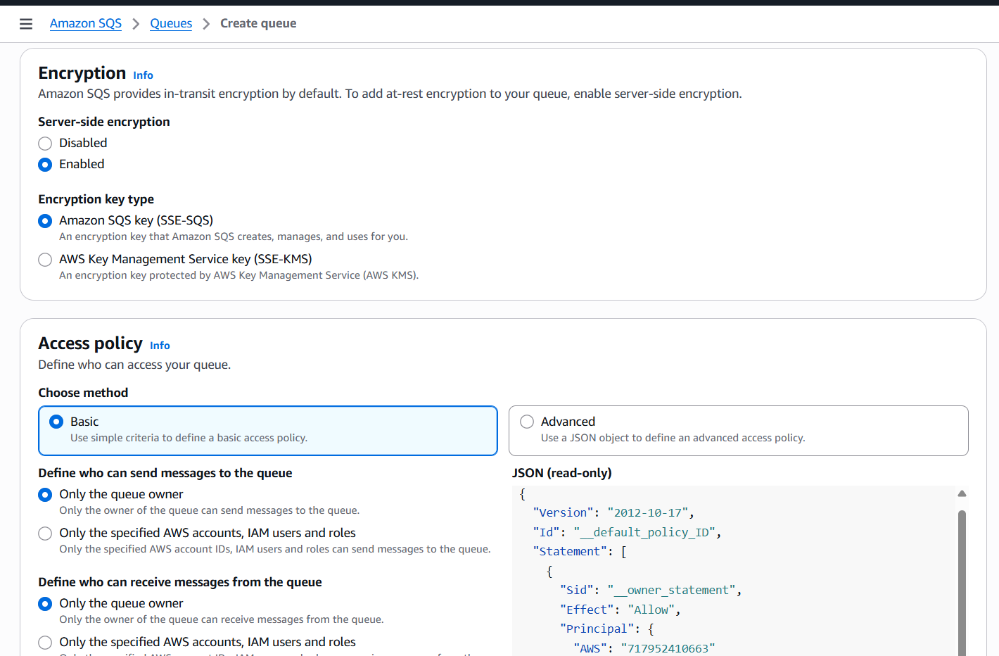 Amazon SQS > Queues > Create queue
Encryption Info
Amazon SQS provides in-transit encryption by default. To add at-rest encryption to your queue, enable server-side encryption.
Server-side encryption
Disabled
Enabled
Encryption key type
Amazon SQS key (SSE-SQS)
An encryption key that Amazon SQS creates, manages, and uses for you.
AWS Key Management Service key (SSE-KMS)
An encryption key protected by AWS Key Management Service (AWS KMS).
Access policy Info
Define who can access your queue.
Choose method
Basic
Use simple criteria to define a basic access policy.
Advanced
Use a JSON object to define an advanced access policy.
Define who can send messages to the queue
Only the queue owner
Only the owner of the queue can send messages to the queue.
Only the specified AWS accounts, IAM users and roles
Only the specified AWS account IDs, IAM users and roles can send messages to the queue.
Define who can receive messages from the queue
Only the queue owner
Only the owner of the queue can receive messages from the queue.
Only the specified AWS accounts, IAM users and roles
JSON (read-only)
{
"Version": "2012-10-17",
"Id": "__default_policy_ID",
"Statement": [
{
"Sid": "__owner_statement",
"Effect": "Allow",
"Principal": {
"AWS": "717952410663"